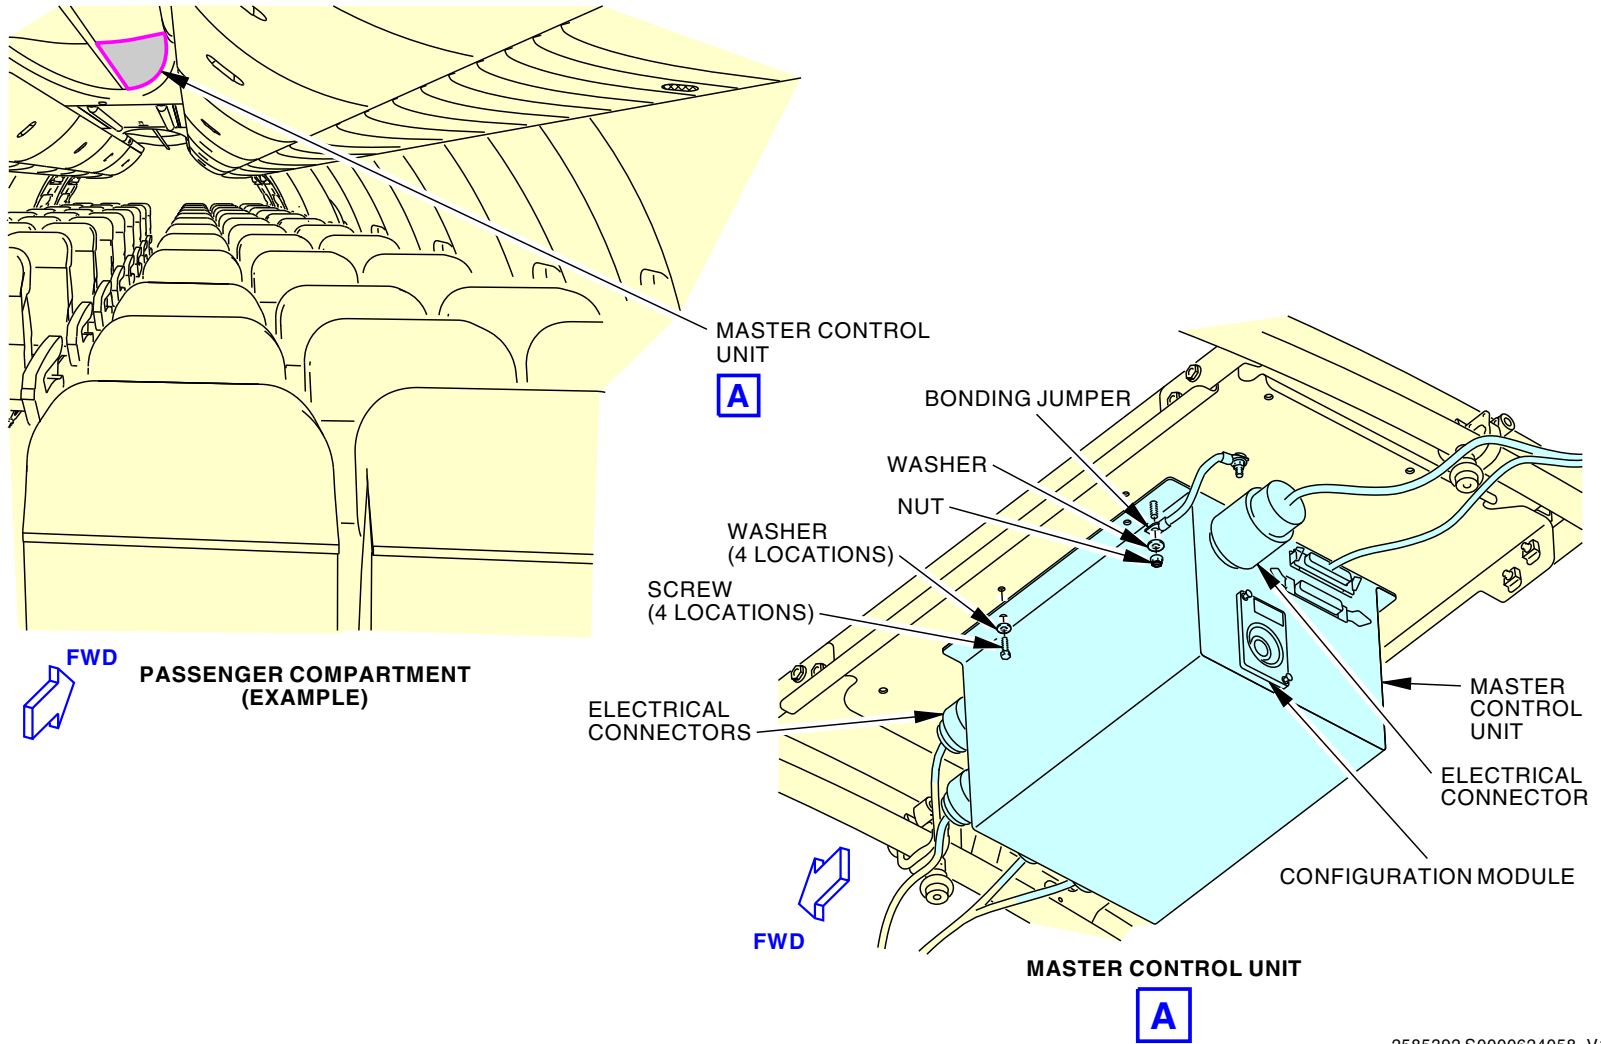 MASTER CONTROL
UNIT
A
BONDING JUMPER
WASHER
NUT
WASHER
(4 LOCATIONS)
SCREW
(4 LOCATIONS)
FWD
PASSENGER COMPARTMENT
(EXAMPLE)
ELECTRICAL
CONNECTORS
MASTER
CONTROL
UNIT
ELECTRICAL
CONNECTOR
CONFIGURATION MODULE
FWD
MASTER CONTROL UNIT
A